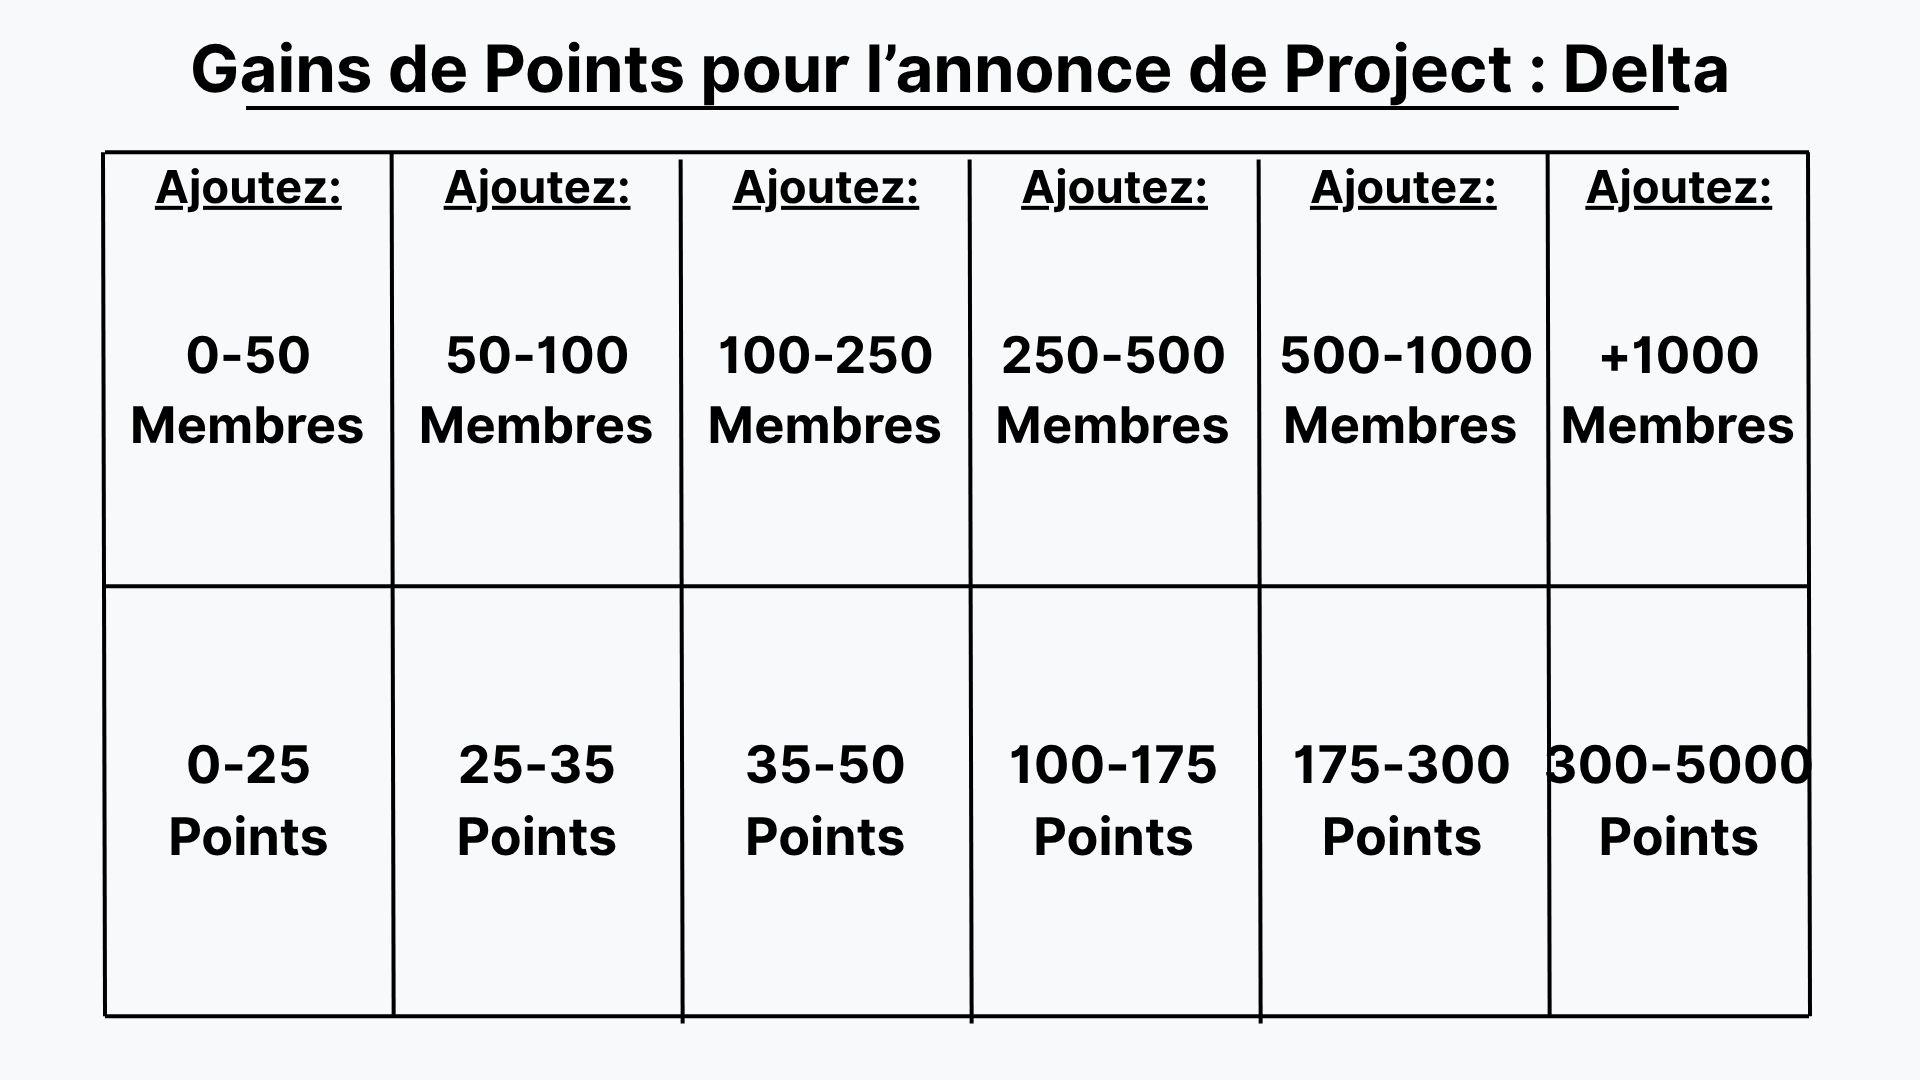 Gains de Points pour l’annonce de Project : Delta
Ajoutez: Ajoutez: Ajoutez: Ajoutez: Ajoutez: Ajoutez:
0-50 50-100 100-250 250-500 500-1000 +1000
Membres Membres Membres Membres Membres Membres
0-25 25-35 35-50 100-175 175-300 300-5000
Points Points Points Points Points Points